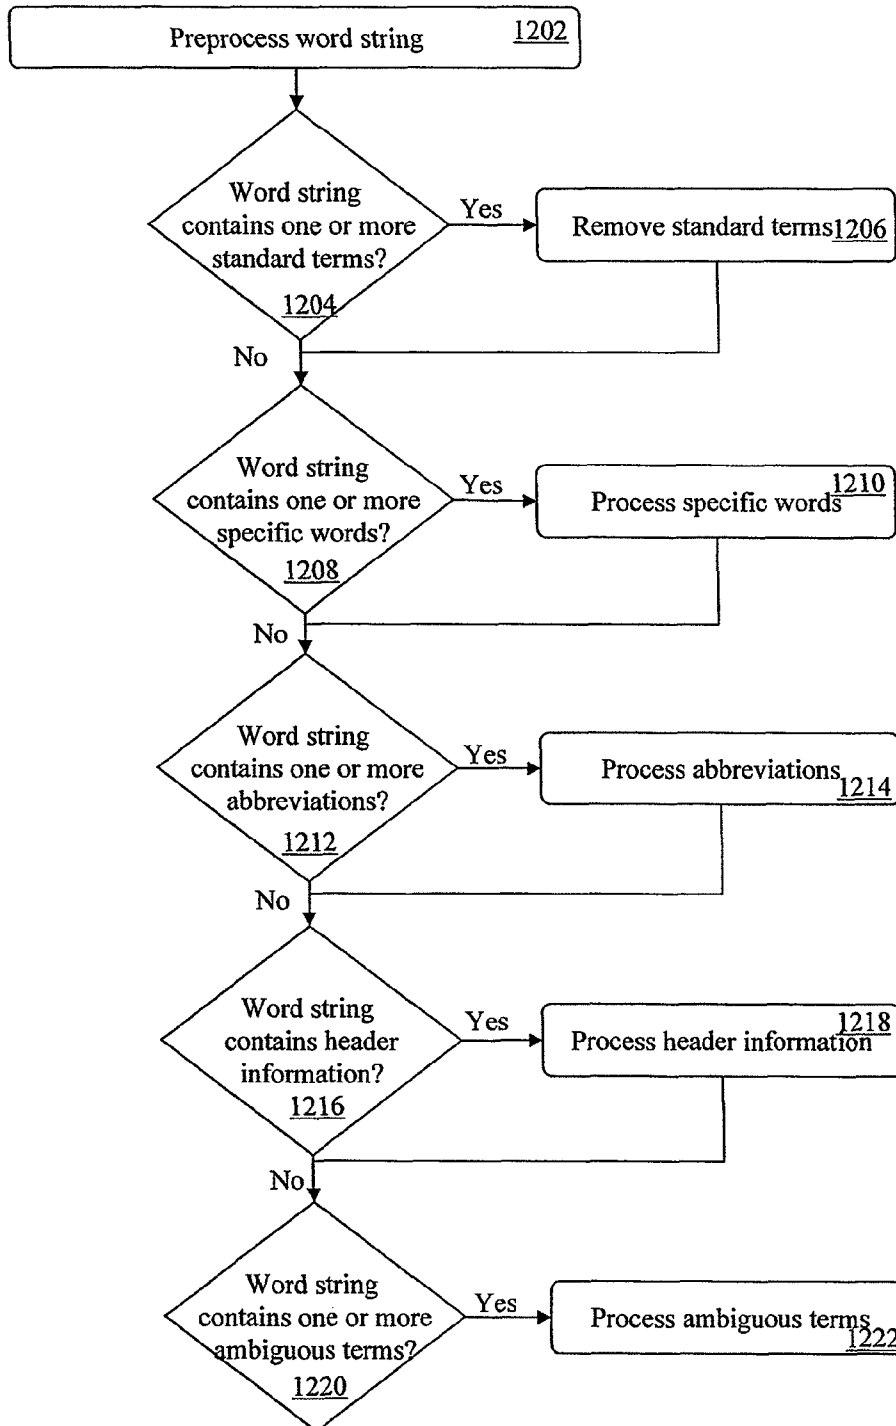 Preprocess word string 1202
Word string
contains one or more
standard terms?
1204
Yes
Remove standard terms 1206
No
Word string
contains one or more
specific words?
1208
Yes
1210
Process specific words
No
Word string
contains one or more
abbreviations?
1212
Yes
Process abbreviations
1214
No
Word string
contains header
information?
1216
Yes
1218
Process header information
No
Word string
contains one or more
ambiguous terms?
1220
Yes
Process ambiguous terms
1222